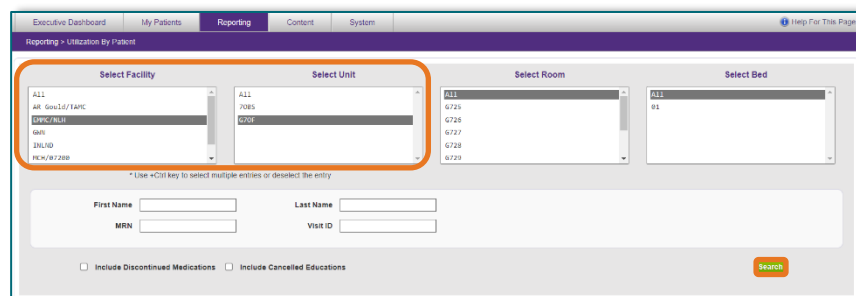 Executive Dashboard My Patients Reporting Content System Help For This Page
Reporting > Utilization By Patient
Select Facility Select Unit Select Room Select Bed
All All All All
AR Gould/TAMC 7OBS G725 01
EMMC/NLH G7OF G726
GWN G727
INLND G728
MCH/07200 G729
* Use +Ctrl key to select multiple entries or deselect the entry
First Name Last Name
MRN Visit ID
Include Discontinued Medications Include Cancelled Educations Search